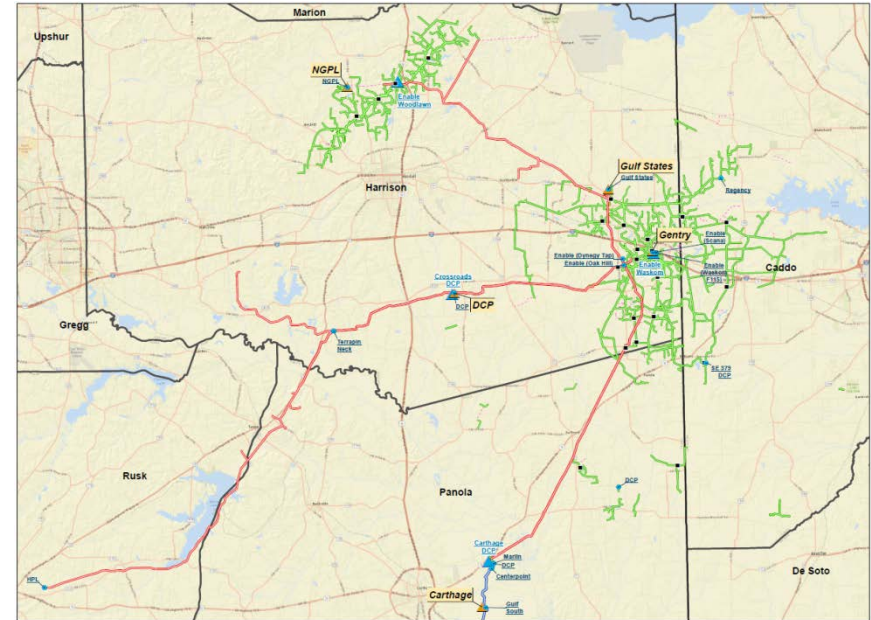 Marion
Upshur
NGPL
NGPL
Enable
Woodlawn
Harrison
Gulf States
Gulf States
Regency
Gentry
Enable
(Scana)
Enable (Dynegy Tap)
Enable (Oak Hill)
Enable
Waskom
Enable
(Waskom
Caddo
Crossroads
DCP
DCP
DCP
Gregg
Terrapin
Neck
SE 579
DCP
Rusk
Panola
DCP
Carthage
DCP
Marlin
DCP
Centerpoint
HPL
De Soto
Carthage
Gulf
South